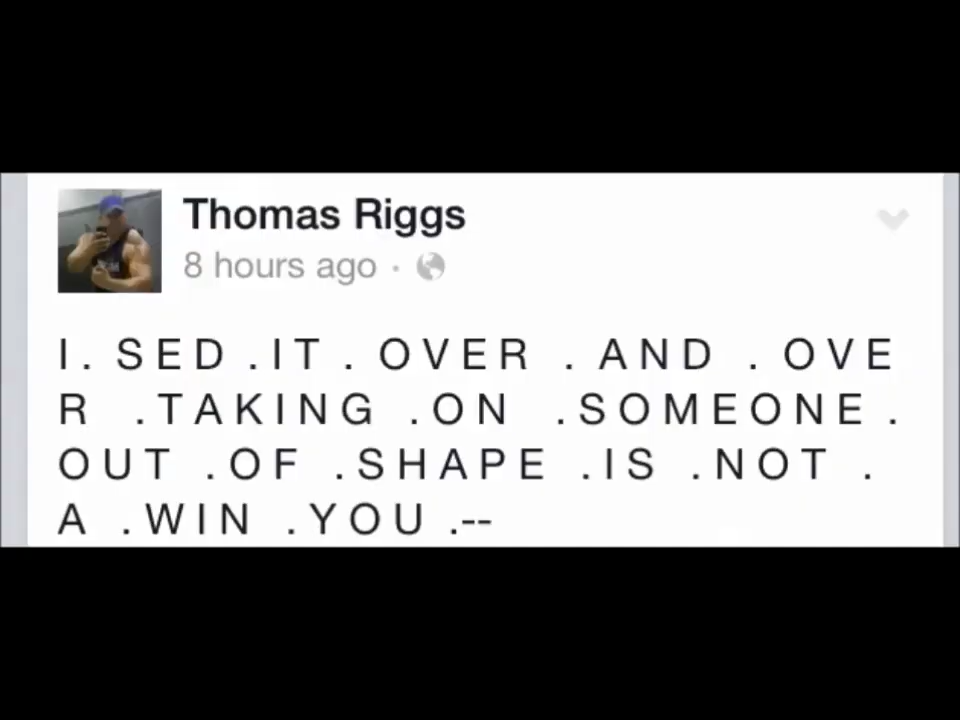 Thomas Riggs
8 hours ago ·
I. SED .IT . OVER . AND . OVE
R .TAKING .ON .SOMEONE .
OUT .OF .SHAPE .IS .NOT .
A .WIN .YOU .--